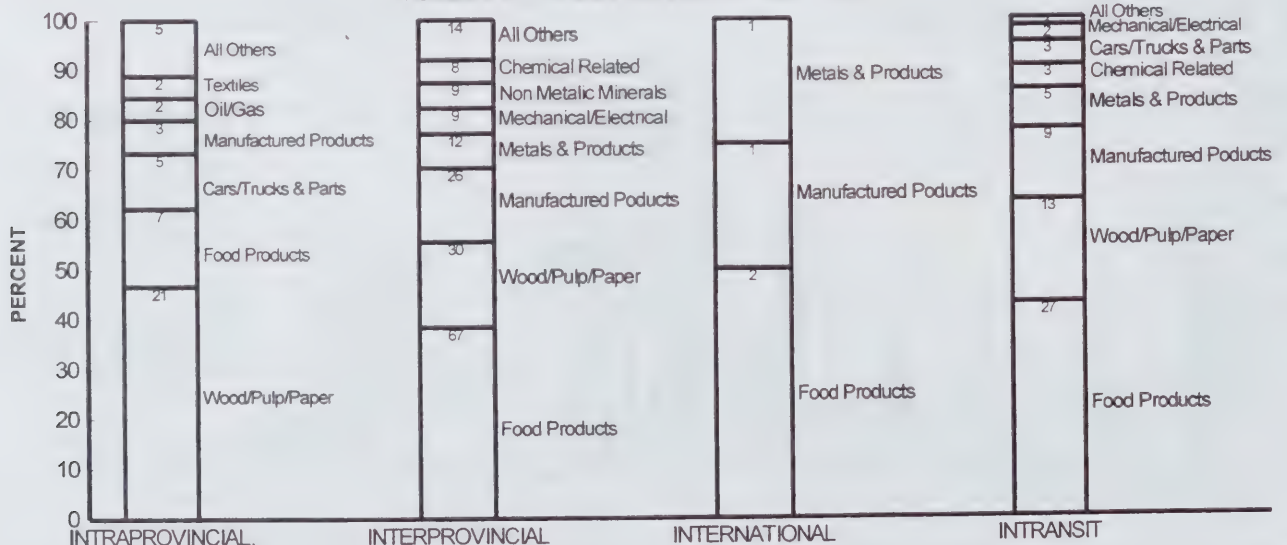 PERCENT
100
90
80
70
60
50
40
30
20
10
0
5
All Others
2
Textiles
2
Oil/Gas
3
Manufactured Products
5
Cars/Trucks & Parts
7
Food Products
21
Wood/Pulp/Paper
INTRAPROVINCIAL.
14
All Others
8
Chemical Related
9
Non Metalic Minerals
9
Mechanical/Electrical
12
Metals & Products
26
Manufactured Poducts
30
Wood/Pulp/Paper
67
Food Products
INTERPROVINCIAL
1
Metals & Products
1
Manufactured Poducts
2
Food Products
INTERNATIONAL
All Others
2
Mechanical/Electrical
3
Cars/Trucks & Parts
3
Chemical Related
5
Metals & Products
9
Manufactured Poducts
13
Wood/Pulp/Paper
27
Food Products
INTRANSIT